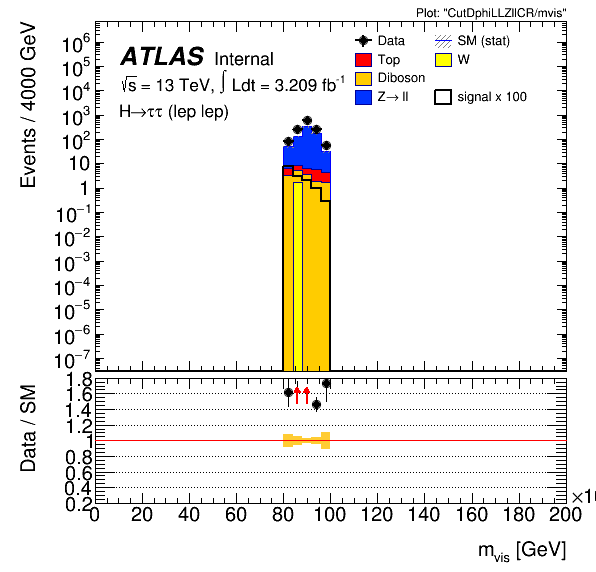 Plot: "CutDphiLLZllCR/mvis"
Events / 4000 GeV
10⁶
10⁵
10⁴
10³
10²
10
1
10⁻¹
10⁻²
10⁻³
10⁻⁴
10⁻⁵
10⁻⁶
10⁻⁷
ATLAS Internal
√s = 13 TeV, ∫ Ldt = 3.209 fb⁻¹
H→ττ (lep lep)
Data
SM (stat)
Top
W
Diboson
Z→ ll
signal x 100
Data / SM
1.8
1.6
1.4
1.2
1
0.8
0.6
0.4
0.2
0 20 40 60 80 100 120 140 160 180 200
m_vis [GeV]